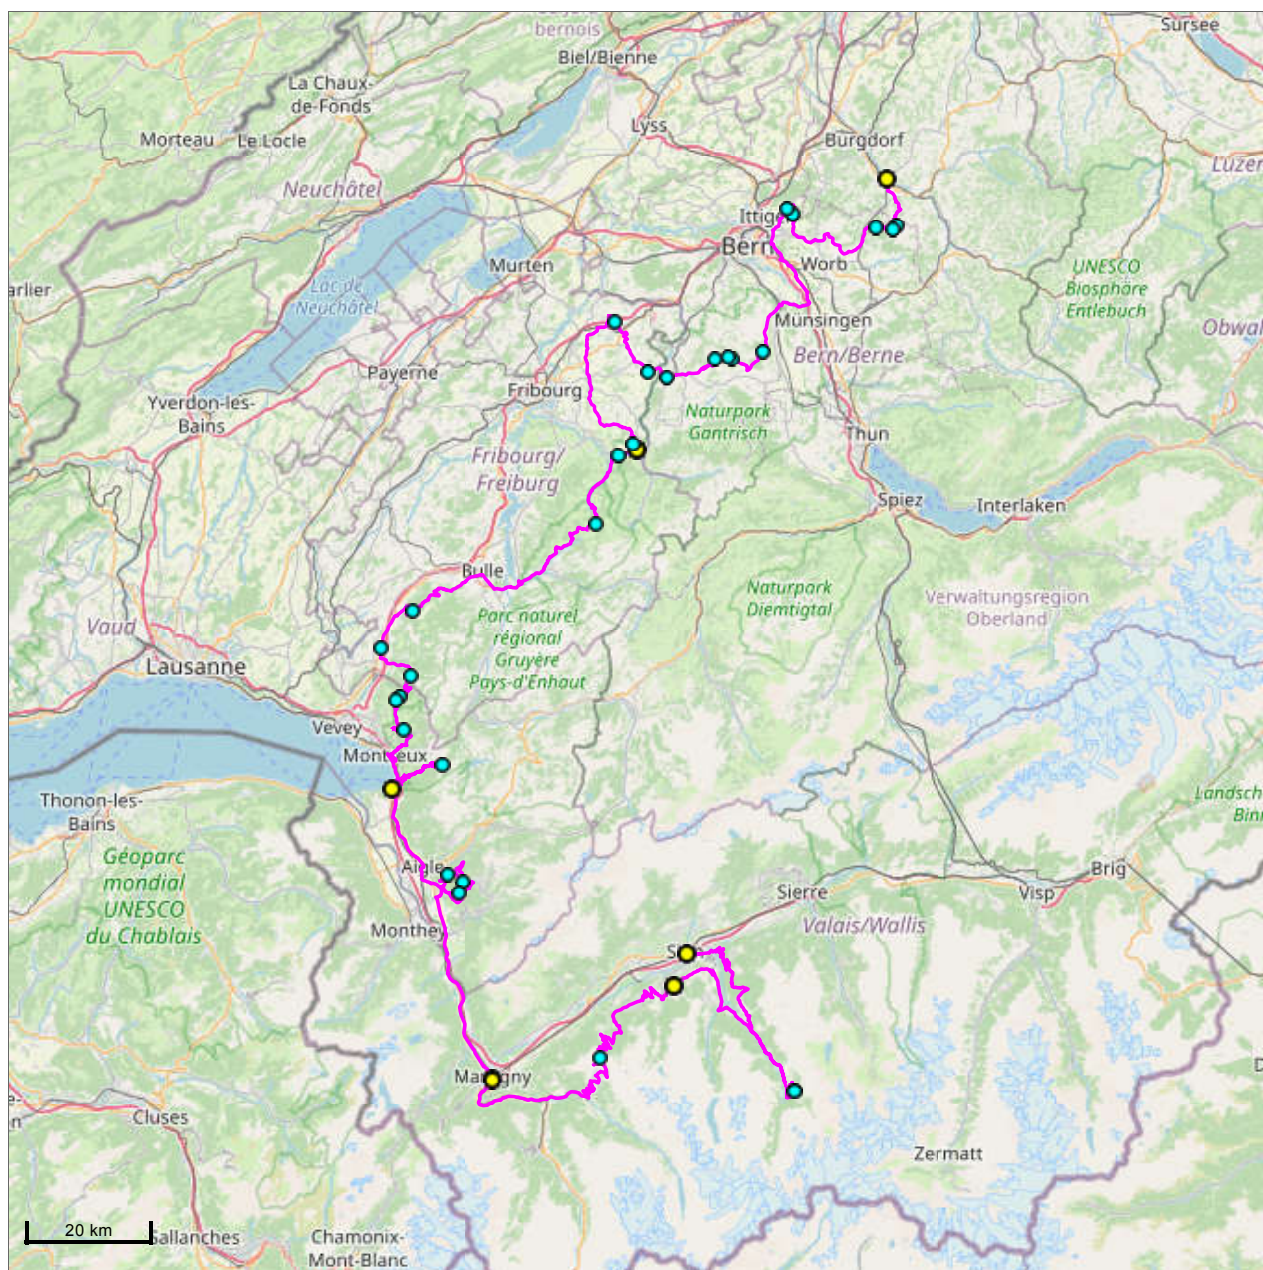 bernois
Sursee
Biel/Bienne
La Chaux-
de-Fonds
Lyss
Morteau
Le Locle
Burgdorf
Neuchâtel
Ittige
Bern
Murten
Worb
UNESCO
Biosphäre
Entlebuch
Lac de
Neuchâtel
arlier
Münsingen
Bern/Berne
Payerne
Fribourg
Yverdon-les-
Bains
Naturpark
Gantrisch
Thun
Fribourg/
Freiburg
Spiez
Interlaken
Bulle
Naturpark
Diemtigtal
Verwaltungsregion
Oberland
Parc naturel
régional
Gruyère
Pays-d'Enhaut
Vaud
Lausanne
Vevey
Montreux
Thonon-les-
Bains
Géoparc
mondial
UNESCO
du Chablais
Aigle
Brig
Sierre
Visp
Monthey
Valais/Wallis
Martigny
Cluses
Zermatt
20 km
Sallanches
Chamonix-
Mont-Blanc